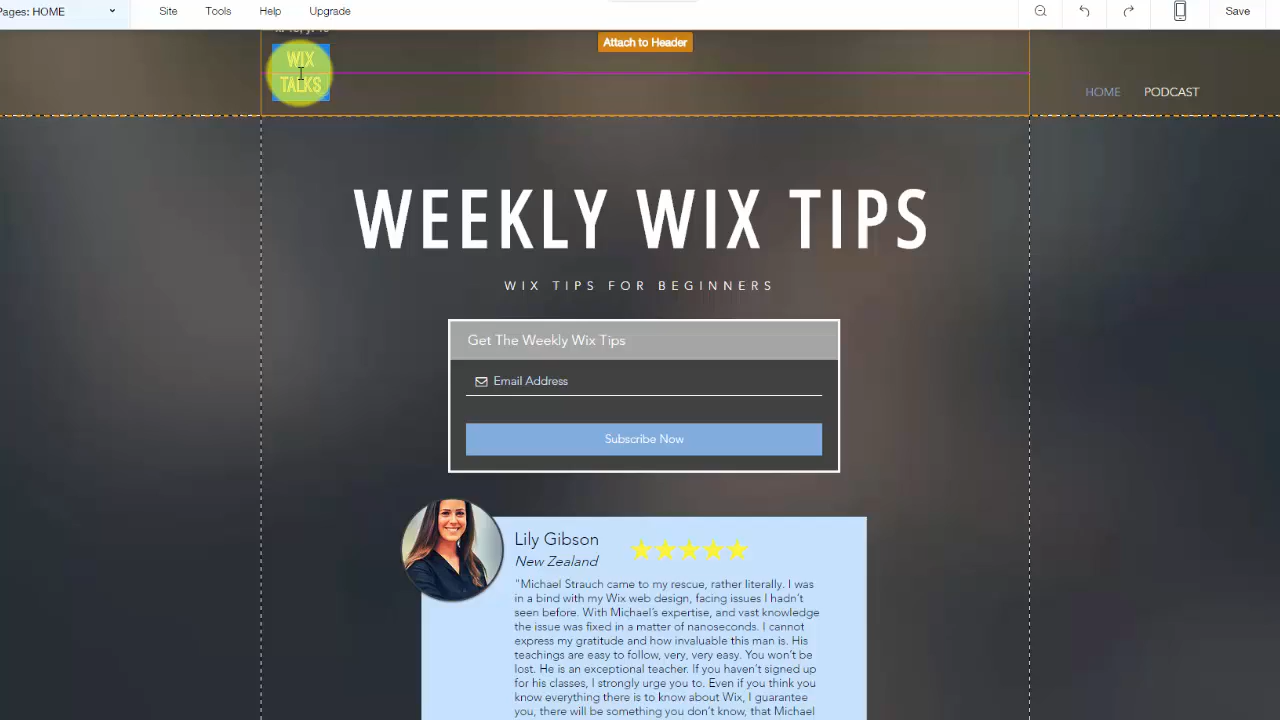 Pages: HOME
Site
Tools
Help
Upgrade
Save
Attach to Header
WIX
TALKS
HOME
PODCAST
WEEKLY WIX TIPS
WIX TIPS FOR BEGINNERS
Get The Weekly Wix Tips
Email Address
Subscribe Now
Lily Gibson
New Zealand
"Michael Strauch came to my rescue, rather literally. I was
in a bind with my Wix web design, facing issues I hadn't
seen before. With Michael's expertise, and vast knowledge
the issue was fixed in a matter of nanoseconds. I cannot
express my gratitude and how invaluable this man is. His
teachings are easy to follow, very, very easy. You won't be
lost. He is an exceptional teacher. If you haven't signed up
for his classes, I strongly urge you to. Even if you think you
know everything there is to know about Wix, I guarantee
you, there will be something you don't know, that Michael